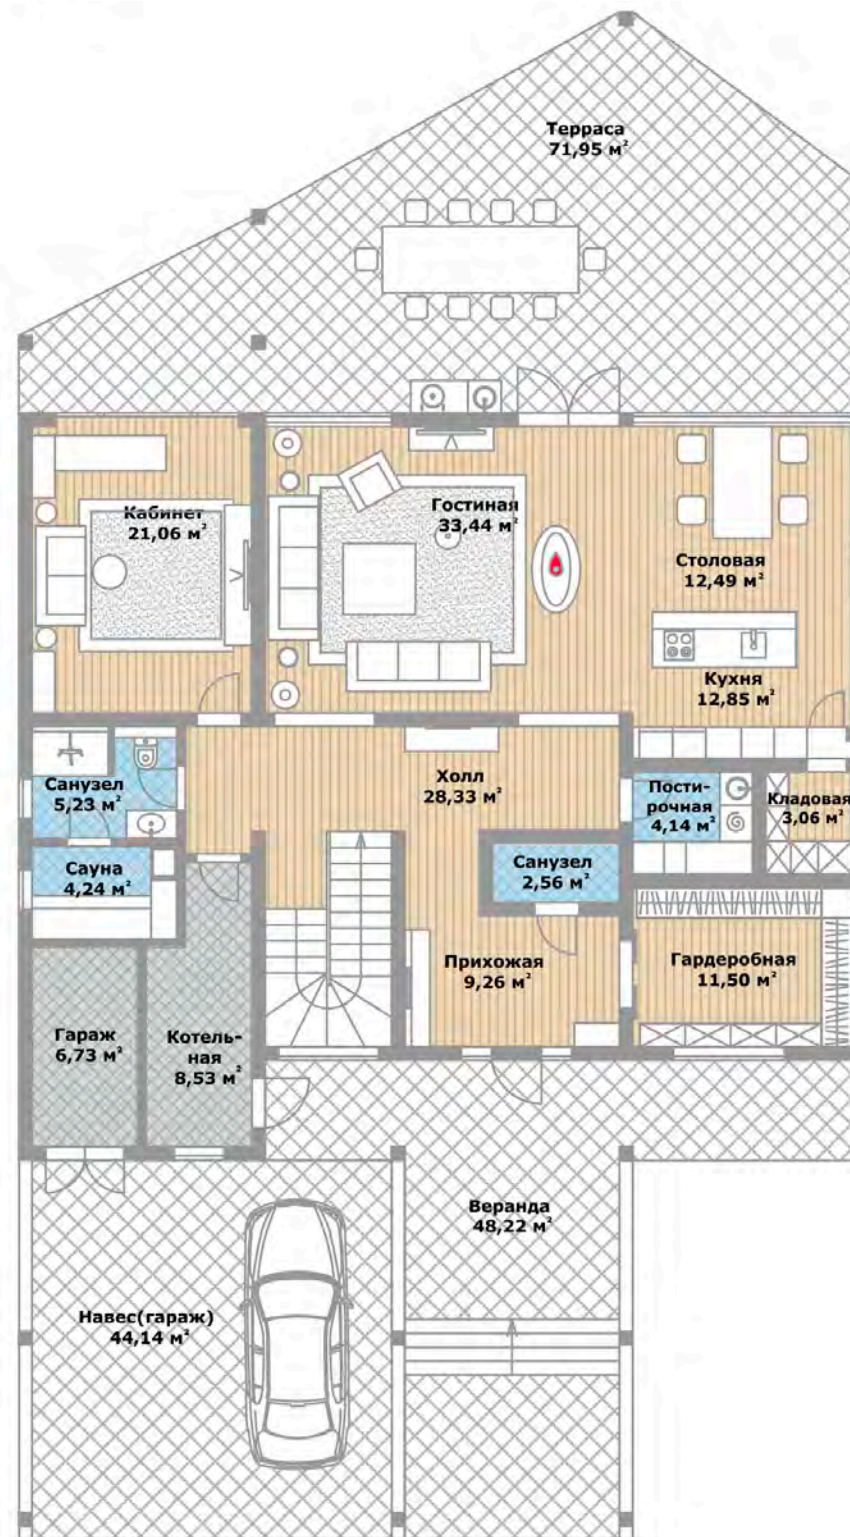 Терраса
71,95 м²
Кабинет
21,06 м²
Гостиная
33,44 м²
Столовая
12,49 м²
Кухня
12,85 м²
Холл
28,33 м²
Санузел
5,23 м²
Пости-
рочная
4,14 м²
Кладовая
3,06 м²
Сауна
4,24 м²
Санузел
2,56 м²
Прихожая
9,26 м²
Гардеробная
11,50 м²
Гараж
6,73 м²
Котель-
ная
8,53 м²
Веранда
48,22 м²
Навес(гараж)
44,14 м²